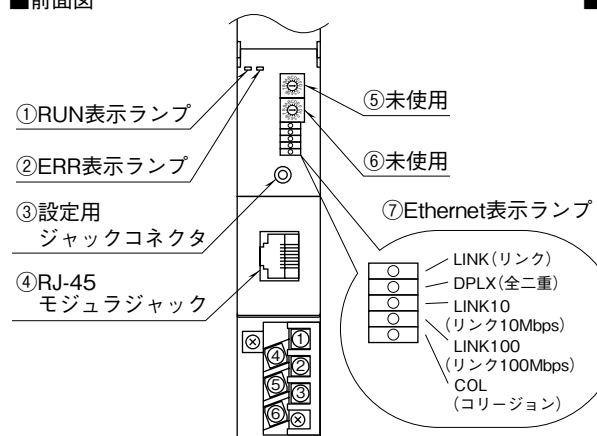 ■前面図
■
①RUN表示ランプ
②ERR表示ランプ
③設定用
ジャックコネクタ
④RJ-45
モジュラジャック
⑤未使用
⑥未使用
⑦Ethernet表示ランプ
LINK(リンク)
DPLX(全二重)
LINK10
(リンク10Mbps)
LINK100
(リンク100Mbps)
COL
(コリージョン)
①
④
②
⑤
③
⑥